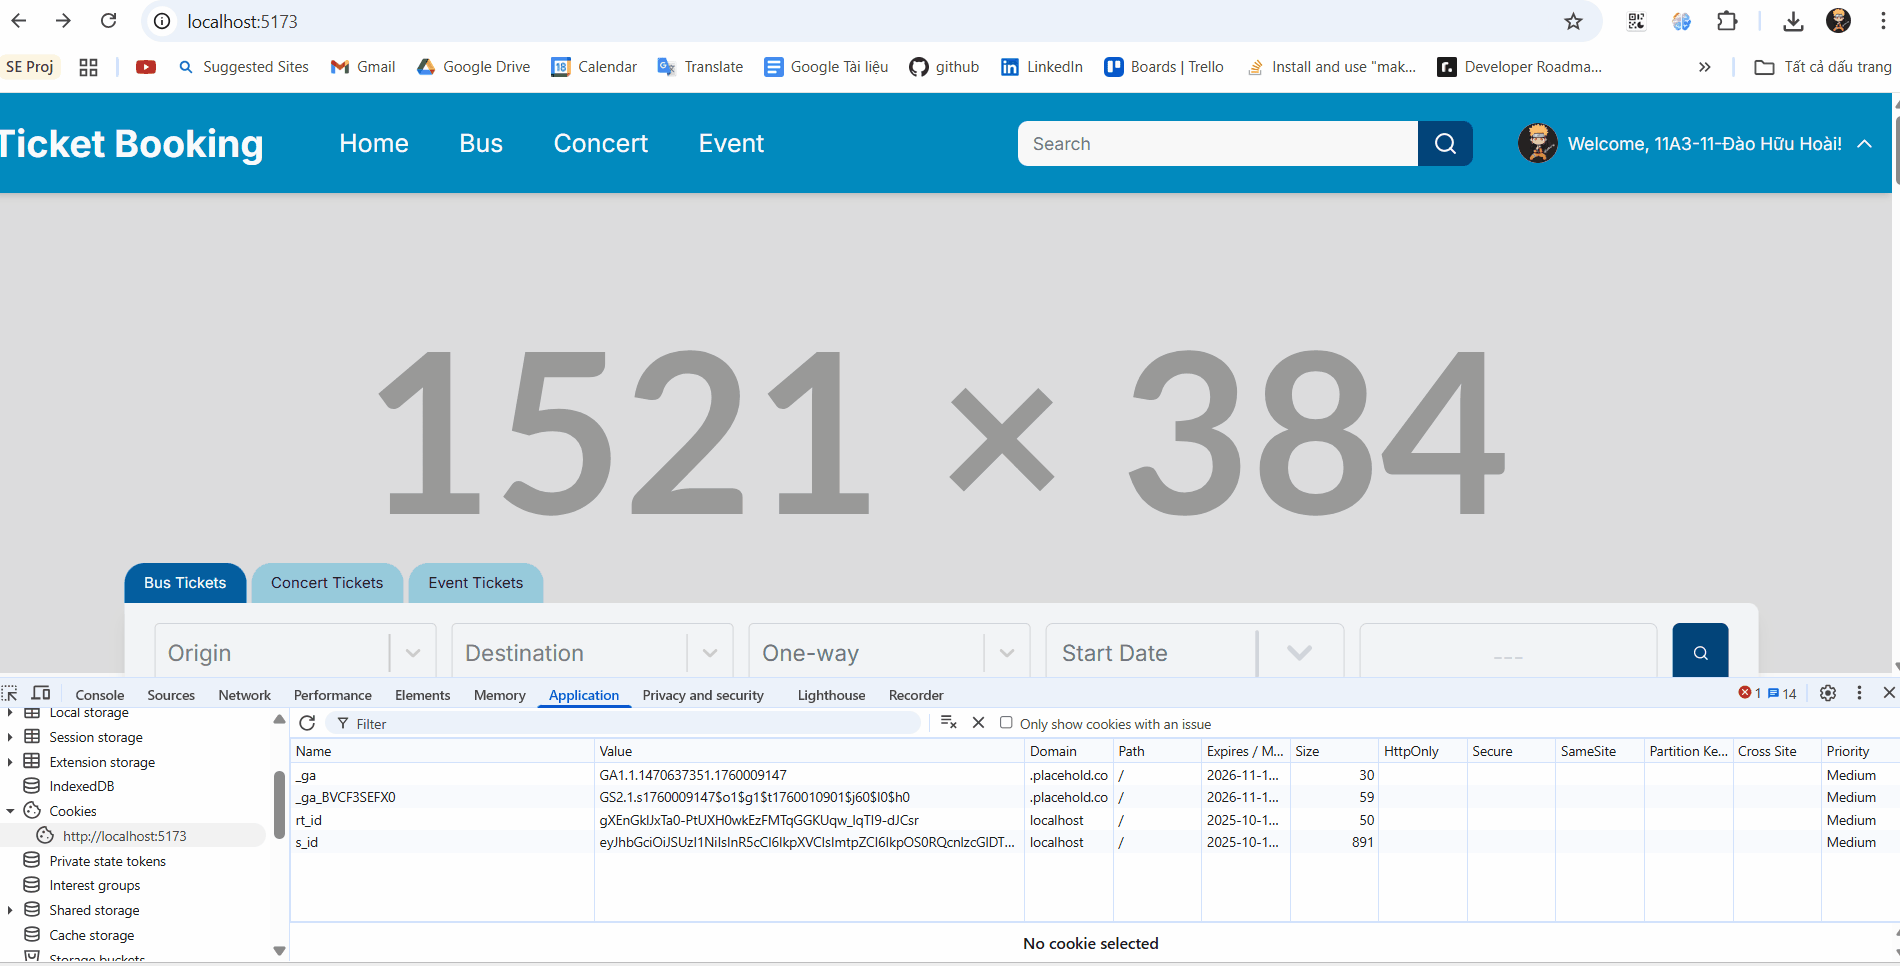 localhost:5173
SE Proj Suggested Sites Gmail Google Drive 18 Calendar Translate Google Tài liệu github LinkedIn Boards | Trello Install and use "mak... Developer Roadma... Tất cả dấu trang
Ticket Booking Home Bus Concert Event Search Welcome, 11A3-11-Đào Hữu Hoài!
1521 × 384
Bus Tickets Concert Tickets Event Tickets
Origin Destination One-way Start Date ---
Console Sources Network Performance Elements Memory Application Privacy and security Lighthouse Recorder 1 14
Local storage
Session storage
Extension storage
IndexedDB
Cookies
http://localhost:5173
Private state tokens
Interest groups
Shared storage
Cache storage
Storage buckets
Filter Only show cookies with an issue
Name Value Domain Path Expires / M... Size HttpOnly Secure SameSite Partition Ke... Cross Site Priority
_ga GA1.1.1470637351.1760009147 .placehold.co / 2026-11-1... 30 Medium
_ga_BVCF3SEFX0 GS2.1.s1760009147$o1$g1$t1760010901$j60$l0$h0 .placehold.co / 2026-11-1... 59 Medium
rt_id gXEnGkIJxTa0-PtUXH0wkEzFMTqGGKUqw_IqTI9-dJCsr localhost / 2025-10-1... 50 Medium
s_id eyJhbGciOiJSUzI1NiIsInR5cCI6IkpXVCIsImtpZCI6IkpOS0RQcnIzcGlDT... localhost / 2025-10-1... 891 Medium
No cookie selected